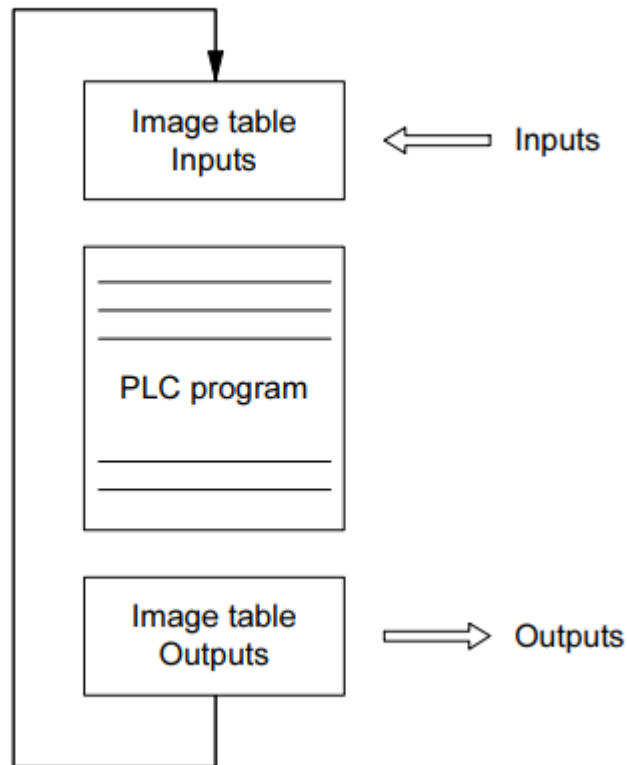 Image table
Inputs
Inputs
PLC program
Image table
Outputs
Outputs